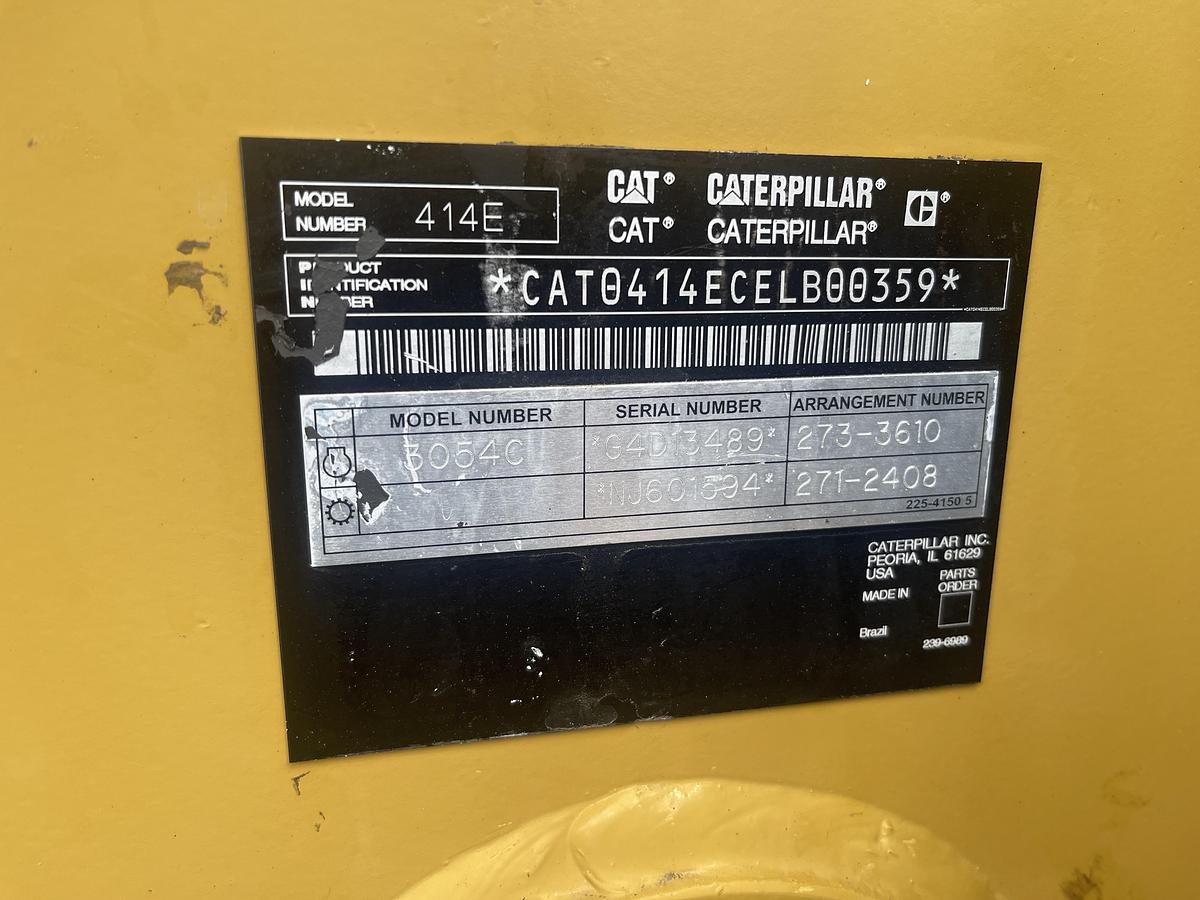 MODEL
NUMBER 414E
CAT® CATERPILLAR® C®
CAT® CATERPILLAR®
PRODUCT
IDENTIFICATION
NUMBER
*CAT0414ECELB00359*
*CAT0414ECELB00359*
MODEL NUMBER SERIAL NUMBER ARRANGEMENT NUMBER
3054C *G4D13489* 273-3610
*NJ601594* 271-2408
225-4150 5
CATERPILLAR INC.
PEORIA, IL 61629
USA
PARTS
ORDER
MADE IN
Brazil
239-6989